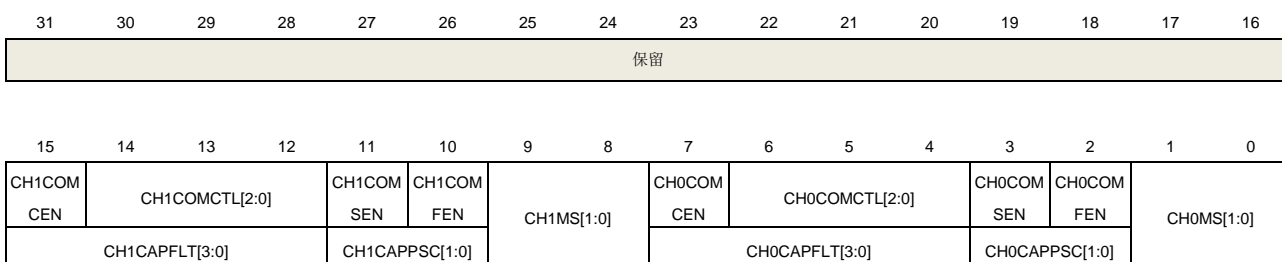 31 30 29 28 27 26 25 24 23 22 21 20 19 18 17 16
保留
15 14 13 12 11 10 9 8 7 6 5 4 3 2 1 0
CH1COM CEN CH1COMCTL[2:0] CH1COM SEN CH1COM FEN CH1MS[1:0] CH0COM CEN CH0COMCTL[2:0] CH0COM SEN CH0COM FEN CH0MS[1:0]
CH1CAPFLT[3:0] CH1CAPPSC[1:0] CH0CAPFLT[3:0] CH0CAPPSC[1:0]